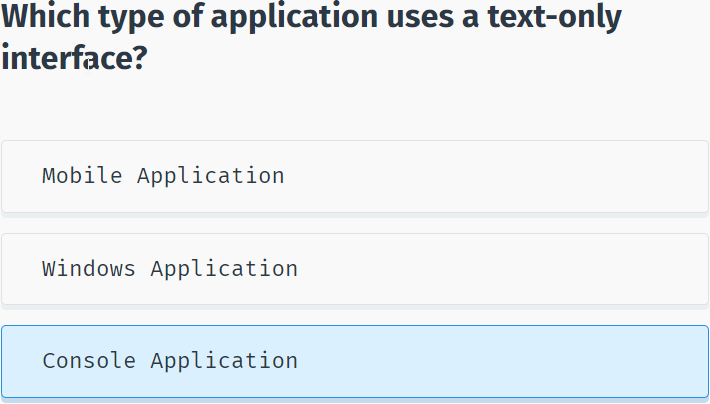 Which type of application uses a text-only
interface?
Mobile Application
Windows Application
Console Application